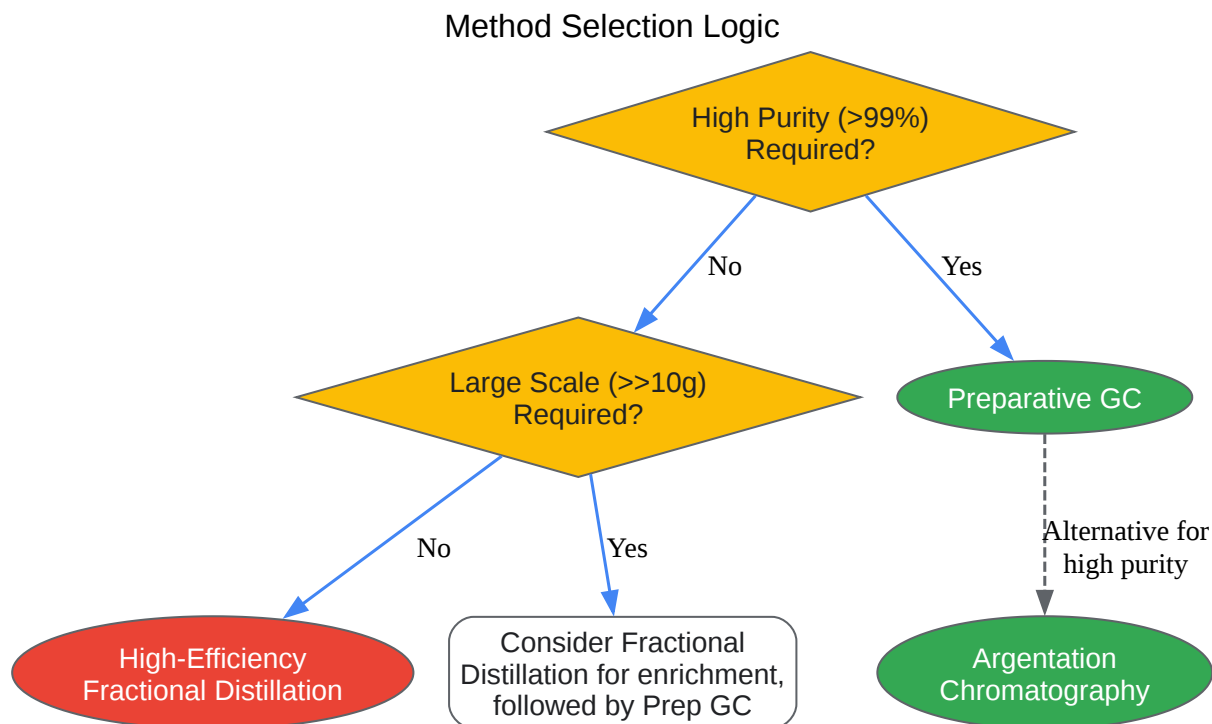 Method Selection Logic
High Purity (>99%)
Required?
No
Yes
Large Scale (>>10g)
Required?
Preparative GC
No
Yes
Alternative for
high purity
High-Efficiency
Fractional Distillation
Consider Fractional
Distillation for enrichment,
followed by Prep GC
Argentation
Chromatography